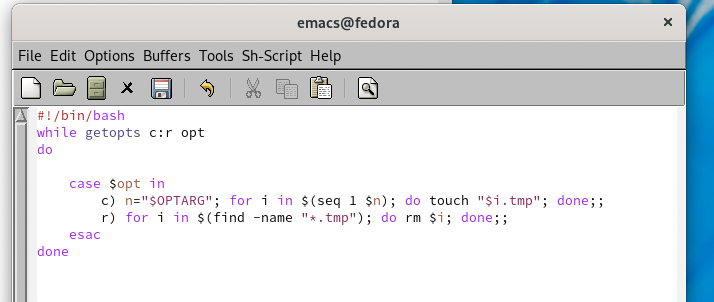 emacs@fedora
File Edit Options Buffers Tools Sh-Script Help
#!/bin/bash
while getopts c:r opt
do
case $opt in
c) n="$OPTARG"; for i in $(seq 1 $n); do touch "$i.tmp"; done;;
r) for i in $(find -name "*.tmp"); do rm $i; done;;
esac
done